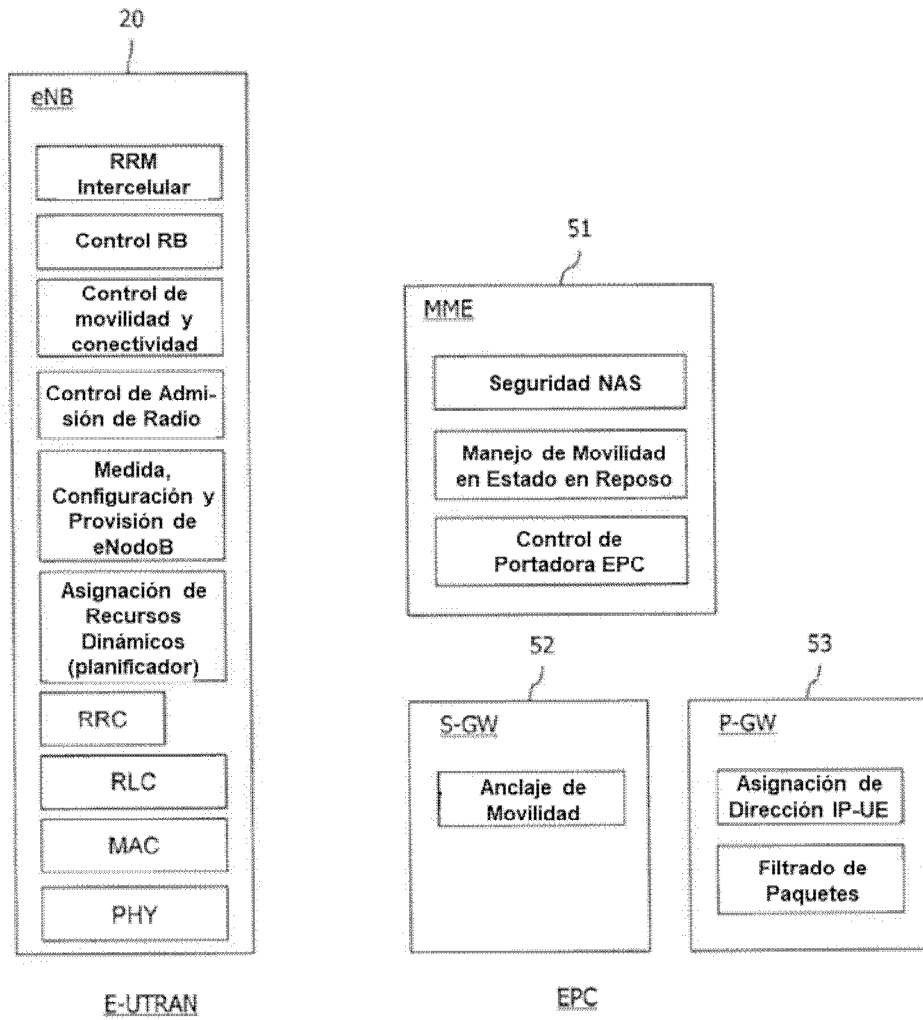 20
eNB
RRM
Intercelular
Control RB
Control de
movilidad y
conectividad
Control de Admi-
sión de Radio
Medida,
Configuración y
Provisión de
eNodoB
Asignación de
Recursos
Dinámicos
(planificador)
RRC
RLC
MAC
PHY
E-UTRAN
51
MME
Seguridad NAS
Manejo de Movilidad
en Estado en Reposo
Control de
Portadora EPC
52
S-GW
Anclaje de
Movilidad
53
P-GW
Asignación de
Dirección IP-UE
Filtrado de
Paquetes
EPC